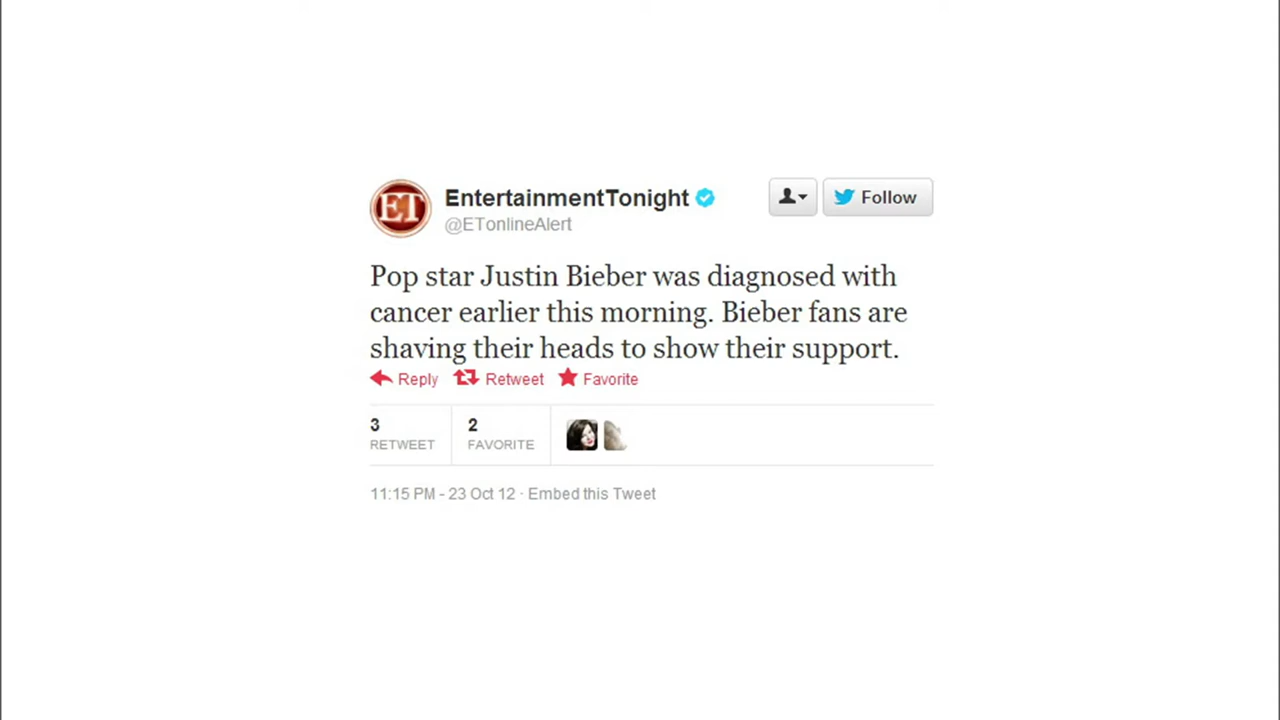 ET
EntertainmentTonight
@ETonlineAlert
Follow
Pop star Justin Bieber was diagnosed with
cancer earlier this morning. Bieber fans are
shaving their heads to show their support.
Reply Retweet Favorite
3 2
RETWEET FAVORITE
11:15 PM - 23 Oct 12 · Embed this Tweet